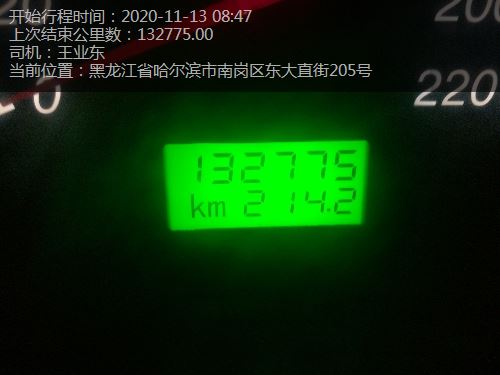 开始行程时间：2020-11-13 08:47
上次结束公里数：132775.00
司机：王业东
当前位置：黑龙江省哈尔滨市南岗区东大直街205号
0
220
132775
km 214.2